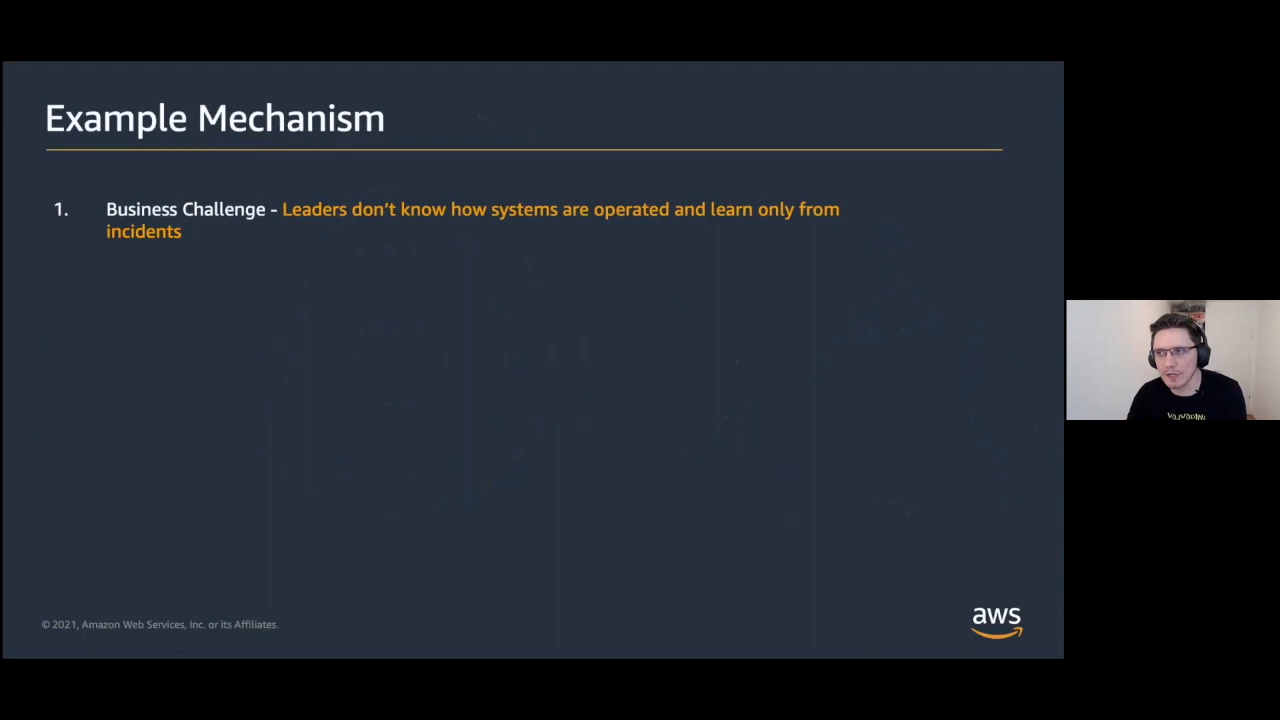 Example Mechanism
1. Business Challenge - Leaders don’t know how systems are operated and learn only from
incidents
© 2021, Amazon Web Services, Inc. or its Affiliates.
aws